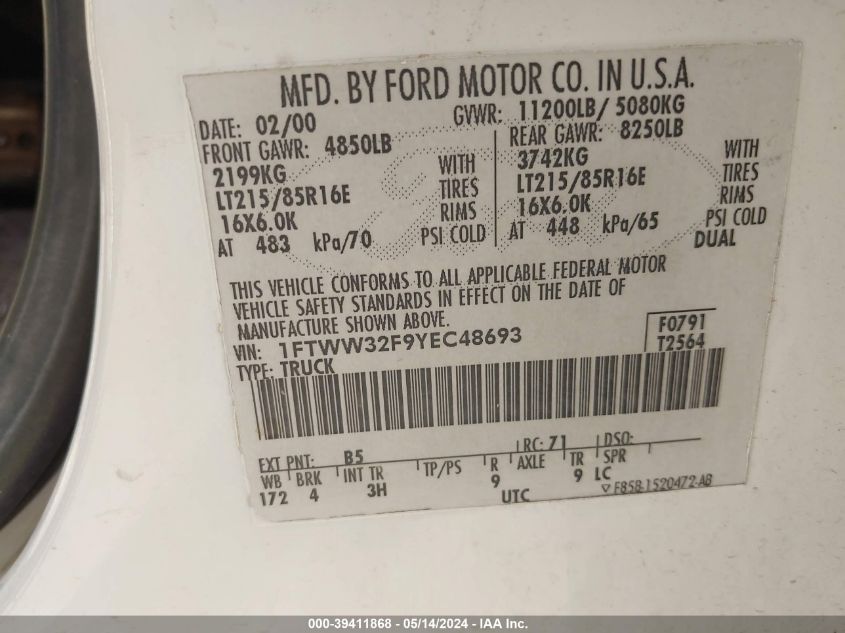 MFD. BY FORD MOTOR CO. IN U.S.A.
DATE: 02/00 GVWR: 11200LB/ 5080KG
FRONT GAWR: 4850LB REAR GAWR: 8250LB
2199KG WITH 3742KG WITH
LT215/85R16E TIRES LT215/85R16E TIRES
16X6.0K RIMS 16X6.0K RIMS
AT 483 kPa/70 PSI COLD AT 448 kPa/65 PSI COLD
DUAL
THIS VEHICLE CONFORMS TO ALL APPLICABLE FEDERAL MOTOR
VEHICLE SAFETY STANDARDS IN EFFECT ON THE DATE OF
MANUFACTURE SHOWN ABOVE.
VIN: 1FTWW32F9YEC48693 F0791
TYPE: TRUCK T2564
EXT PNT: B5 RC: 71 DSO:
WB BRK INT TR TP/PS R AXLE TR SPR
172 4 3H 9 9 LC
UTC F85B-1520472-AB
000-39411868 - 05/14/2024 - IAA Inc.